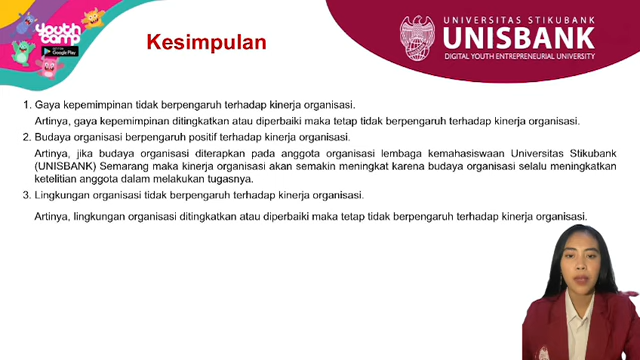 Youth Camp
Google Play
Kesimpulan
UNIVERSITAS STIKUBANK
UNISBANK
DIGITAL YOUTH ENTREPRENEURIAL UNIVERSITY
1. Gaya kepemimpinan tidak berpengaruh terhadap kinerja organisasi.
Artinya, gaya kepemimpinan ditingkatkan atau diperbaiki maka tetap tidak berpengaruh terhadap kinerja organisasi.
2. Budaya organisasi berpengaruh positif terhadap kinerja organisasi.
Artinya, jika budaya organisasi diterapkan pada anggota organisasi lembaga kemahasiswaan Universitas Stikubank
(UNISBANK) Semarang maka kinerja organisasi akan semakin meningkat karena budaya organisasi selalu meningkatkan
ketelitian anggota dalam melakukan tugasnya.
3. Lingkungan organisasi tidak berpengaruh terhadap kinerja organisasi.
Artinya, lingkungan organisasi ditingkatkan atau diperbaiki maka tetap tidak berpengaruh terhadap kinerja organisasi.